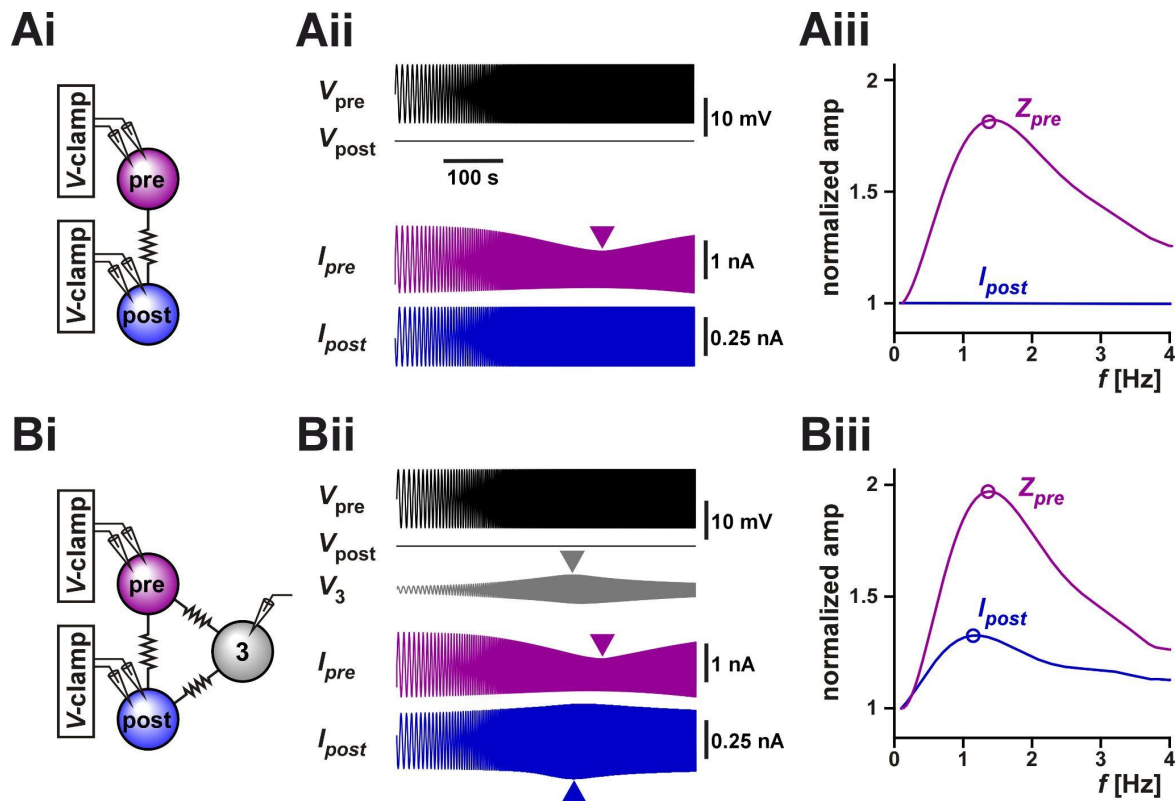 Ai
V-clamp
pre
V-clamp
post
Aii
Vpre
10 mV
Vpost
100 s
Ipre
1 nA
Ipost
0.25 nA
Aiii
normalized amp
2
1.5
1
Zpre
Ipost
0 1 2 3 4
f [Hz]
Bi
V-clamp
pre
3
V-clamp
post
Bii
Vpre
10 mV
Vpost
V3
Ipre
1 nA
Ipost
0.25 nA
Biii
normalized amp
2
1.5
1
Zpre
Ipost
0 1 2 3 4
f [Hz]